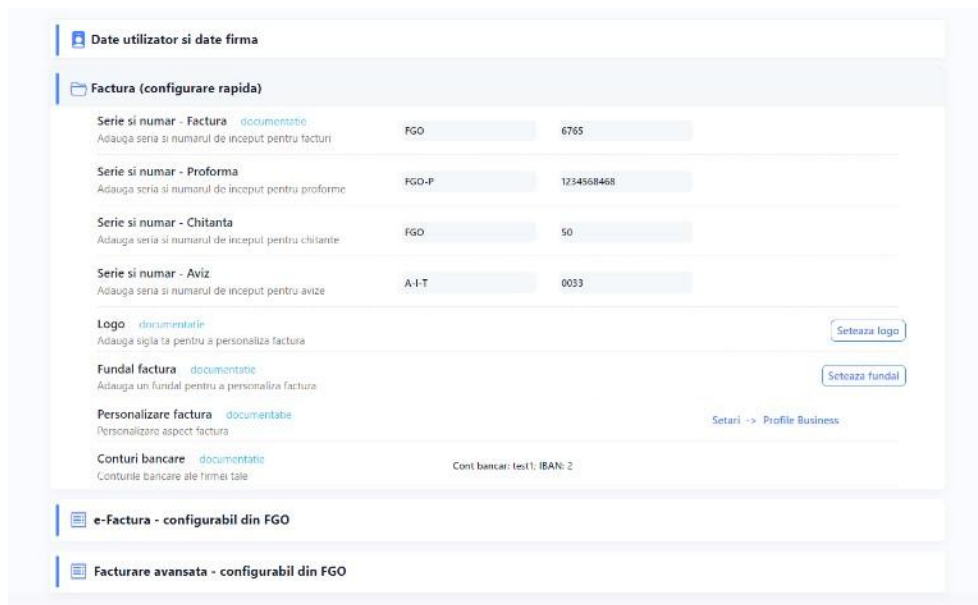 Date utilizator si date firma
Factura (configurare rapida)
Serie si numar - Factura documentatie
Adauga seria si numarul de inceput pentru facturi
FGO 6765
Serie si numar - Proforma
Adauga seria si numarul de inceput pentru proforme
FGO-P 1234568468
Serie si numar - Chitanta
Adauga seria si numarul de inceput pentru chitante
FGO 50
Serie si numar - Aviz
Adauga seria si numarul de inceput pentru avize
A-I-T 0033
Logo documentatie
Adauga sigla ta pentru a personaliza factura
Seteaza logo
Fundal factura documentatie
Adauga un fundal pentru a personaliza factura
Seteaza fundal
Personalizare factura documentatie
Personalizare aspect factura
Setari -> Profile Business
Conturi bancare documentatie
Conturile bancare ale firmei tale
Cont bancar: test1; IBAN: 2
e-Factura - configurabil din FGO
Facturare avansata - configurabil din FGO